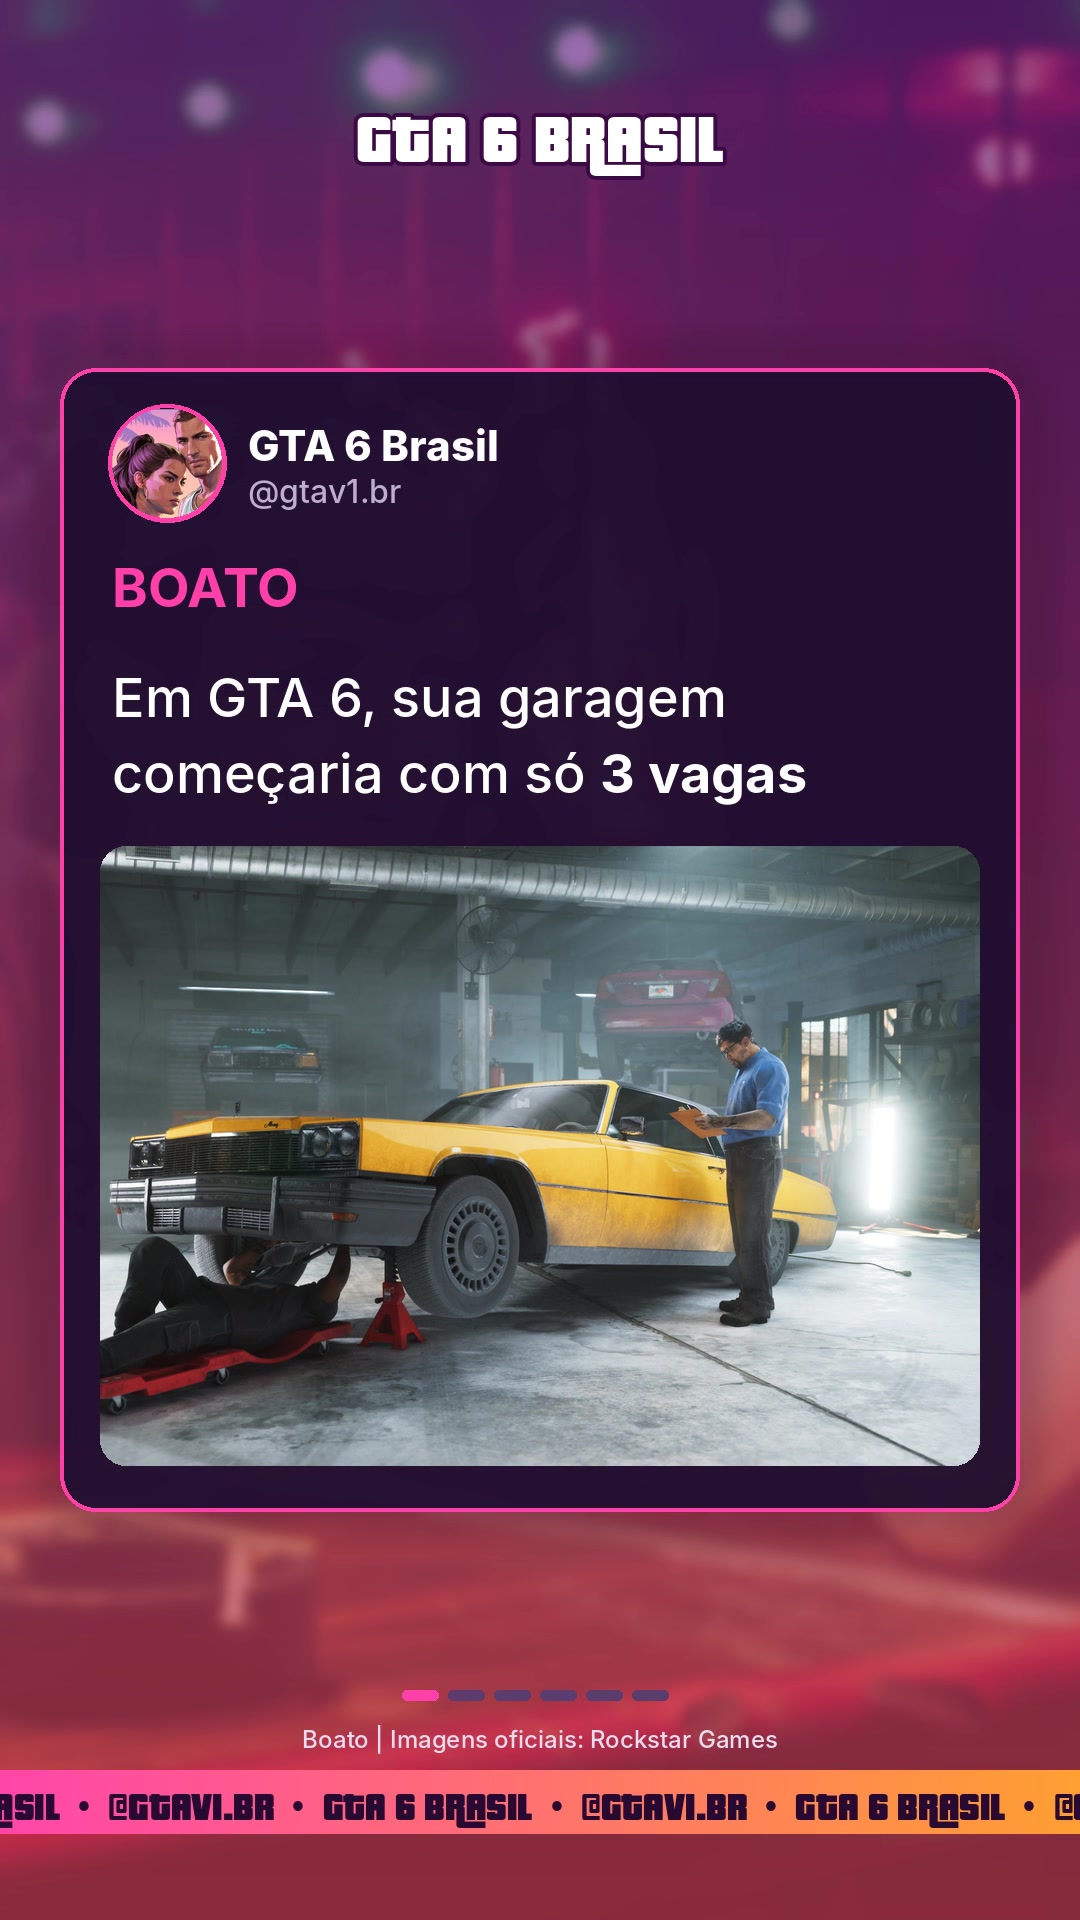 GTA 6 BRASIL
GTA 6 Brasil
@gtav1.br
BOATO
Em GTA 6, sua garagem
começaria com só 3 vagas
Boato | Imagens oficiais: Rockstar Games
ASIL • @GTAVI.BR • GTA 6 BRASIL • @GTAVI.BR • GTA 6 BRASIL • @